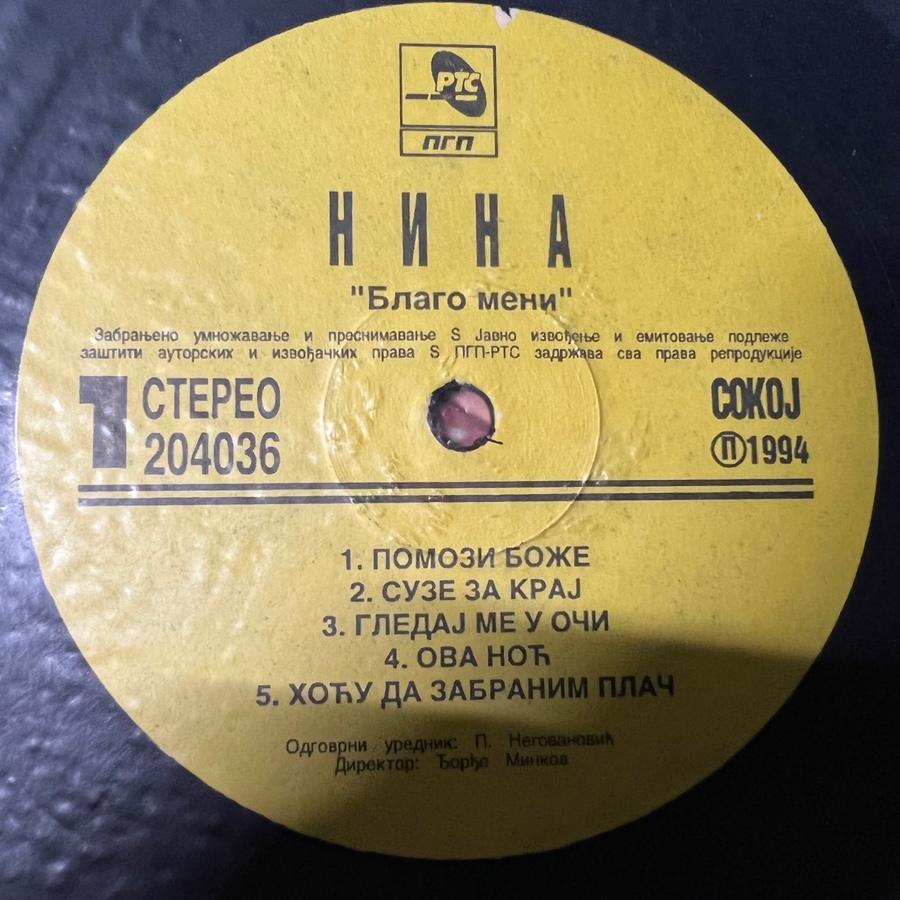 РТС
ПГП
НИНА
"Благо мени"
Забрањено умножавање и преснимавање S Јавно извођење и емитовање подлеже
заштити ауторских и извођачких права S ПГП-РТС задржава сва права репродукције
1 СТЕРЕО СОКОЈ
204036 Ⓟ1994
1. ПОМОЗИ БОЖЕ
2. СУЗЕ ЗА КРАЈ
3. ГЛЕДАЈ МЕ У ОЧИ
4. ОВА НОЋ
5. ХОЋУ ДА ЗАБРАНИМ ПЛАЧ
Одговрни уредник: П. Неговановић
Директор: Ђорђе Минков